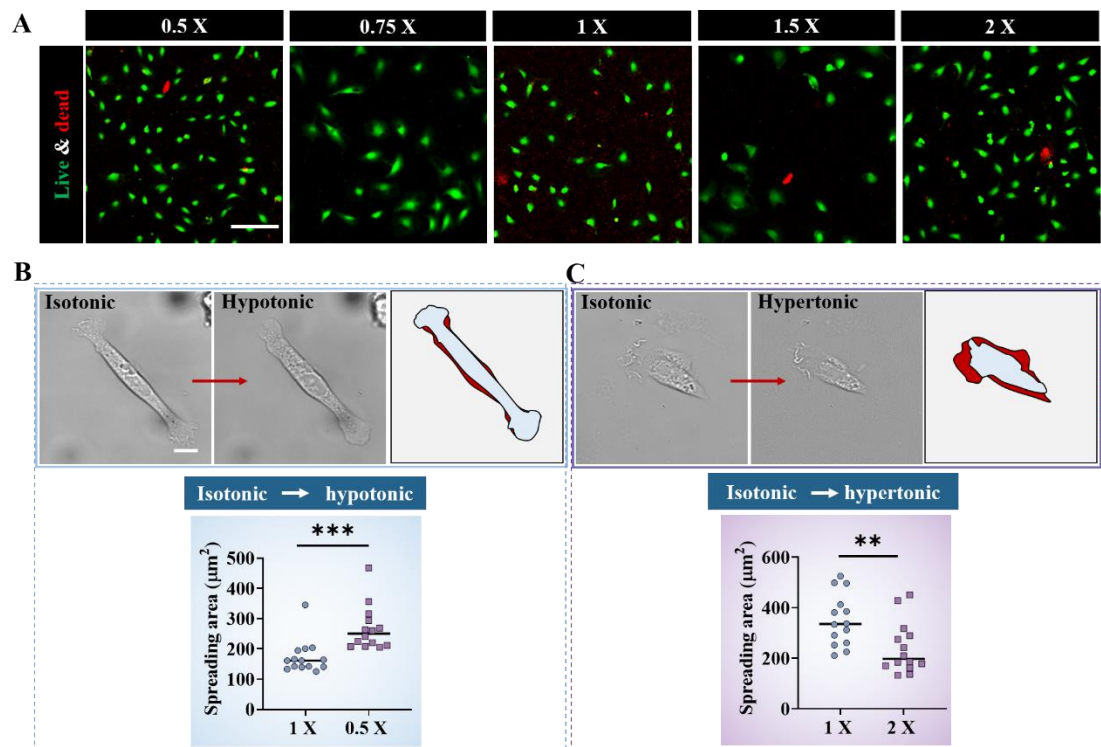 A
0.5 X
0.75 X
1 X
1.5 X
2 X
Live & dead
B
Isotonic
Hypotonic
Isotonic → hypotonic
***
Spreading area (μm²)
500
400
300
200
100
0
1 X
0.5 X
C
Isotonic
Hypertonic
Isotonic → hypertonic
**
Spreading area (μm²)
600
400
200
0
1 X
2 X